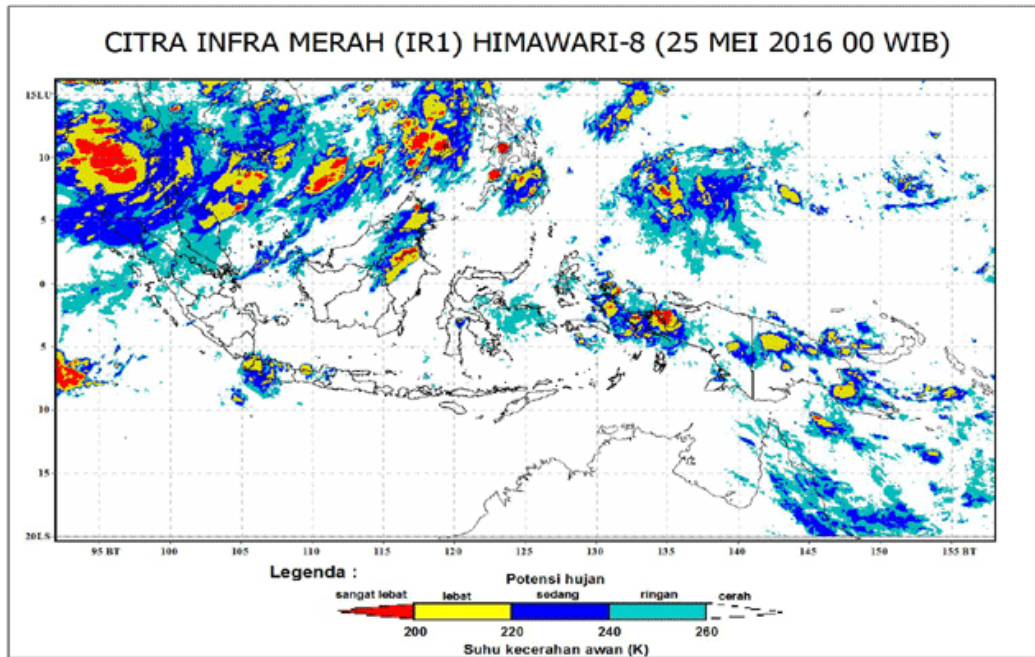 CITRA INFRA MERAH (IR1) HIMAWARI-8 (25 MEI 2016 00 WIB)
15LU
10
5
0
5
10
15
20LS
95 BT 100 105 110 115 120 125 130 135 140 145 150 155 BT
Legenda :
Potensi hujan
sangat lebat lebat sedang ringan cerah
200 220 240 260
Suhu kecerahan awan (K)